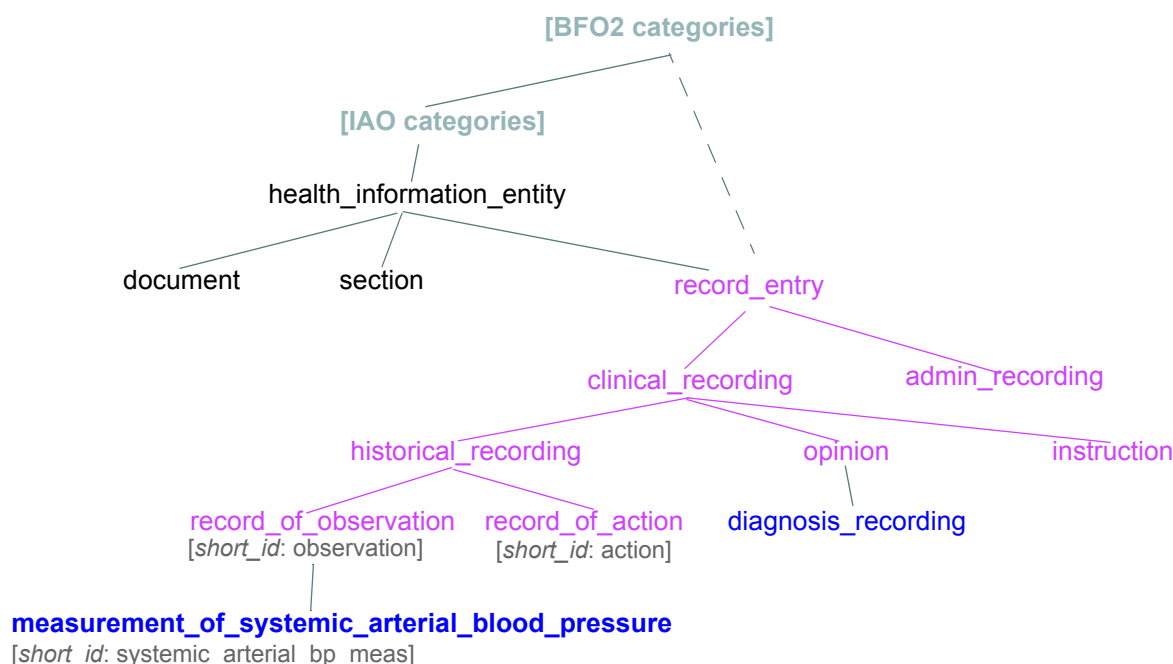 [BFO2 categories]
[IAO categories]
health_information_entity
document
section
record_entry
clinical_recording
admin_recording
historical_recording
opinion
instruction
record_of_observation
record_of_action
diagnosis_recording
[short_id: observation]
[short_id: action]
measurement_of_systemic_arterial_blood_pressure
[short_id: systemic_arterial_bp_meas]